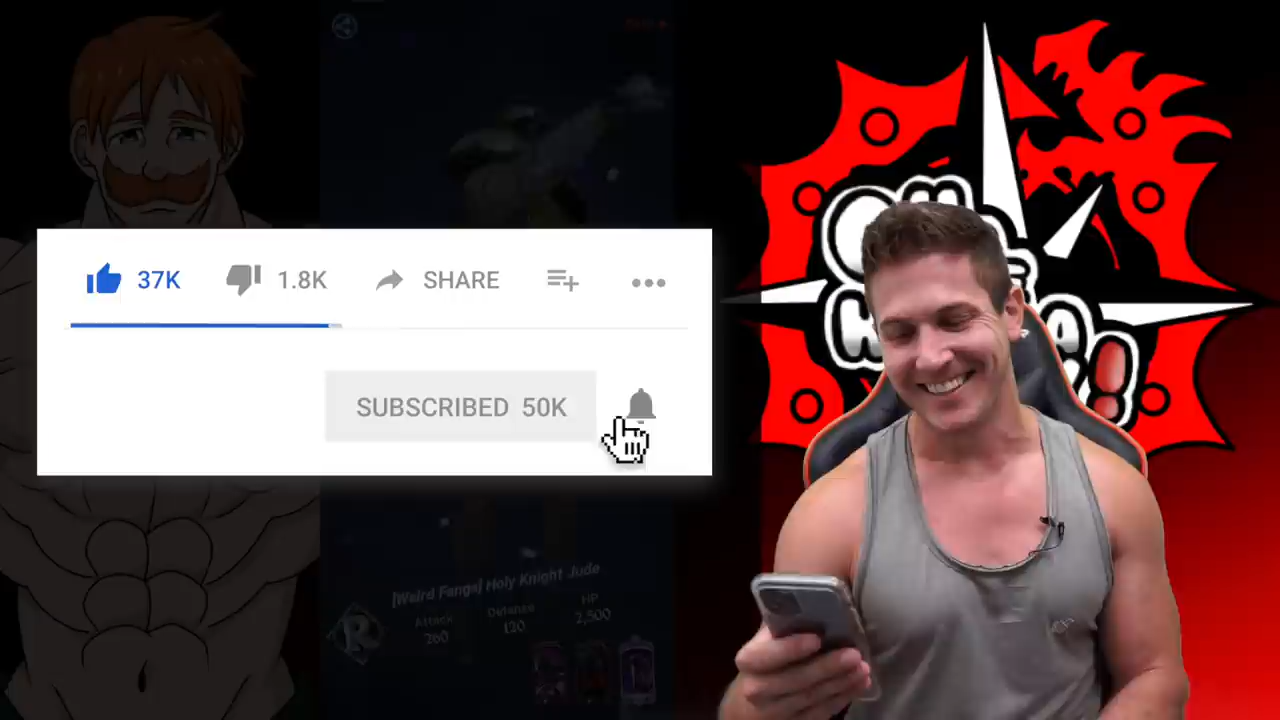 37K 1.8K SHARE
SUBSCRIBED 50K
[Weird Fangs] Holy Knight Jude
Attack Defense HP
260 120 2,500
R